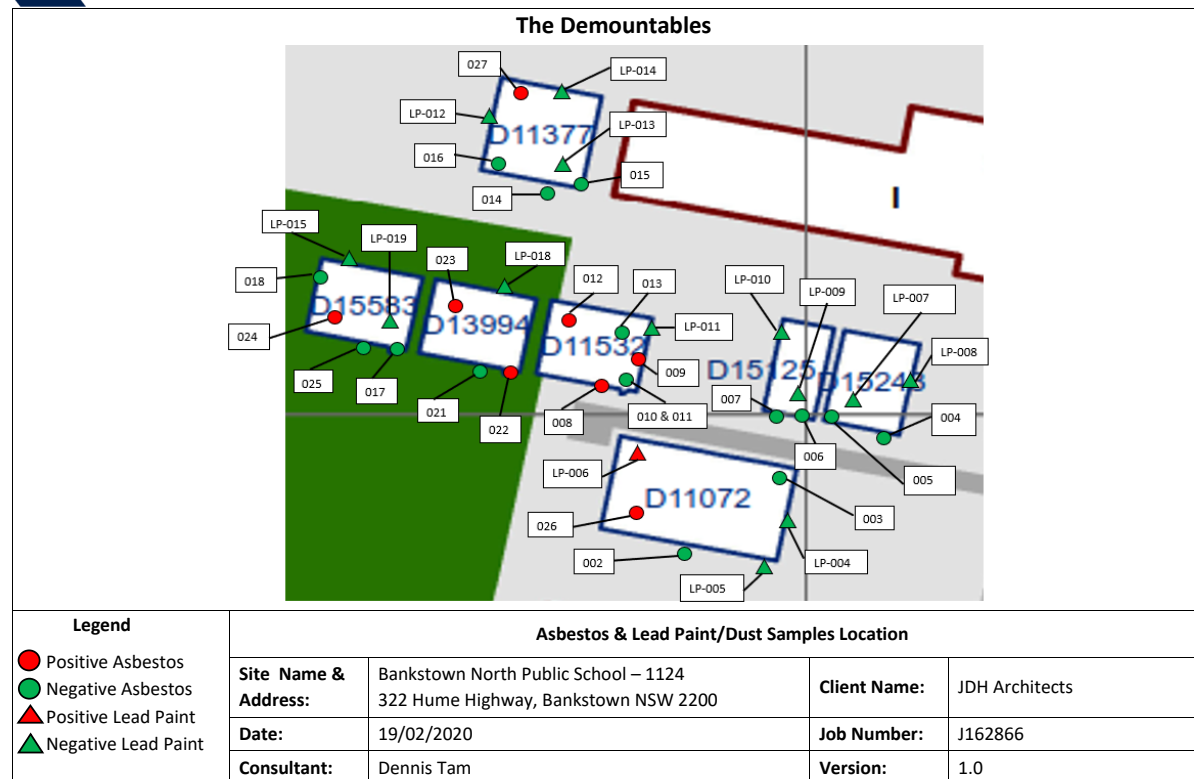 The Demountables
027
LP-014
LP-012
D11377
LP-013
016
015
014
LP-015
LP-019
LP-018
023
012
013
018
LP-010
LP-009
LP-007
I
D15583
D13994
D11532
LP-011
D15125
D15248
LP-008
024
009
025
017
021
022
008
010 & 011
007
006
005
004
LP-006
D11072
003
026
002
LP-004
LP-005
Legend
Positive Asbestos
Negative Asbestos
Positive Lead Paint
Negative Lead Paint
Asbestos & Lead Paint/Dust Samples Location
Site Name & Address:
Bankstown North Public School – 1124
322 Hume Highway, Bankstown NSW 2200
Client Name:
JDH Architects
Date:
19/02/2020
Job Number:
J162866
Consultant:
Dennis Tam
Version:
1.0